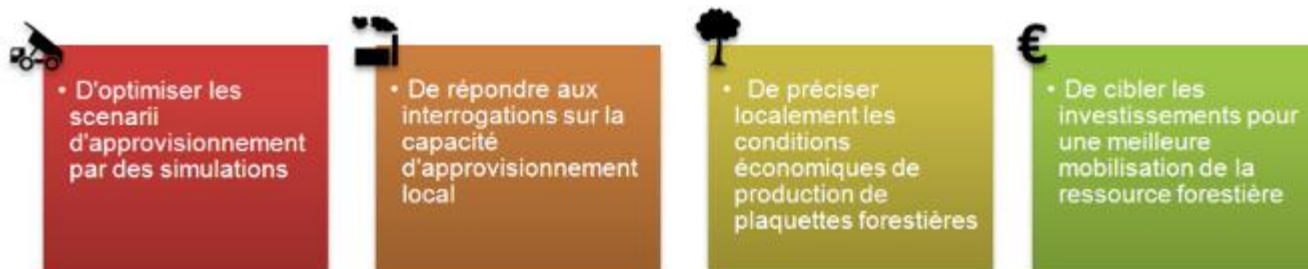 • D'optimiser les
scenarii
d'approvisionnement
par des simulations
• De répondre aux
interrogations sur la
capacité
d'approvisionnement
local
• De préciser
localement les
conditions
économiques de
production de
plaquettes forestières
€
• De cibler les
investissements pour
une meilleure
mobilisation de la
ressource forestière